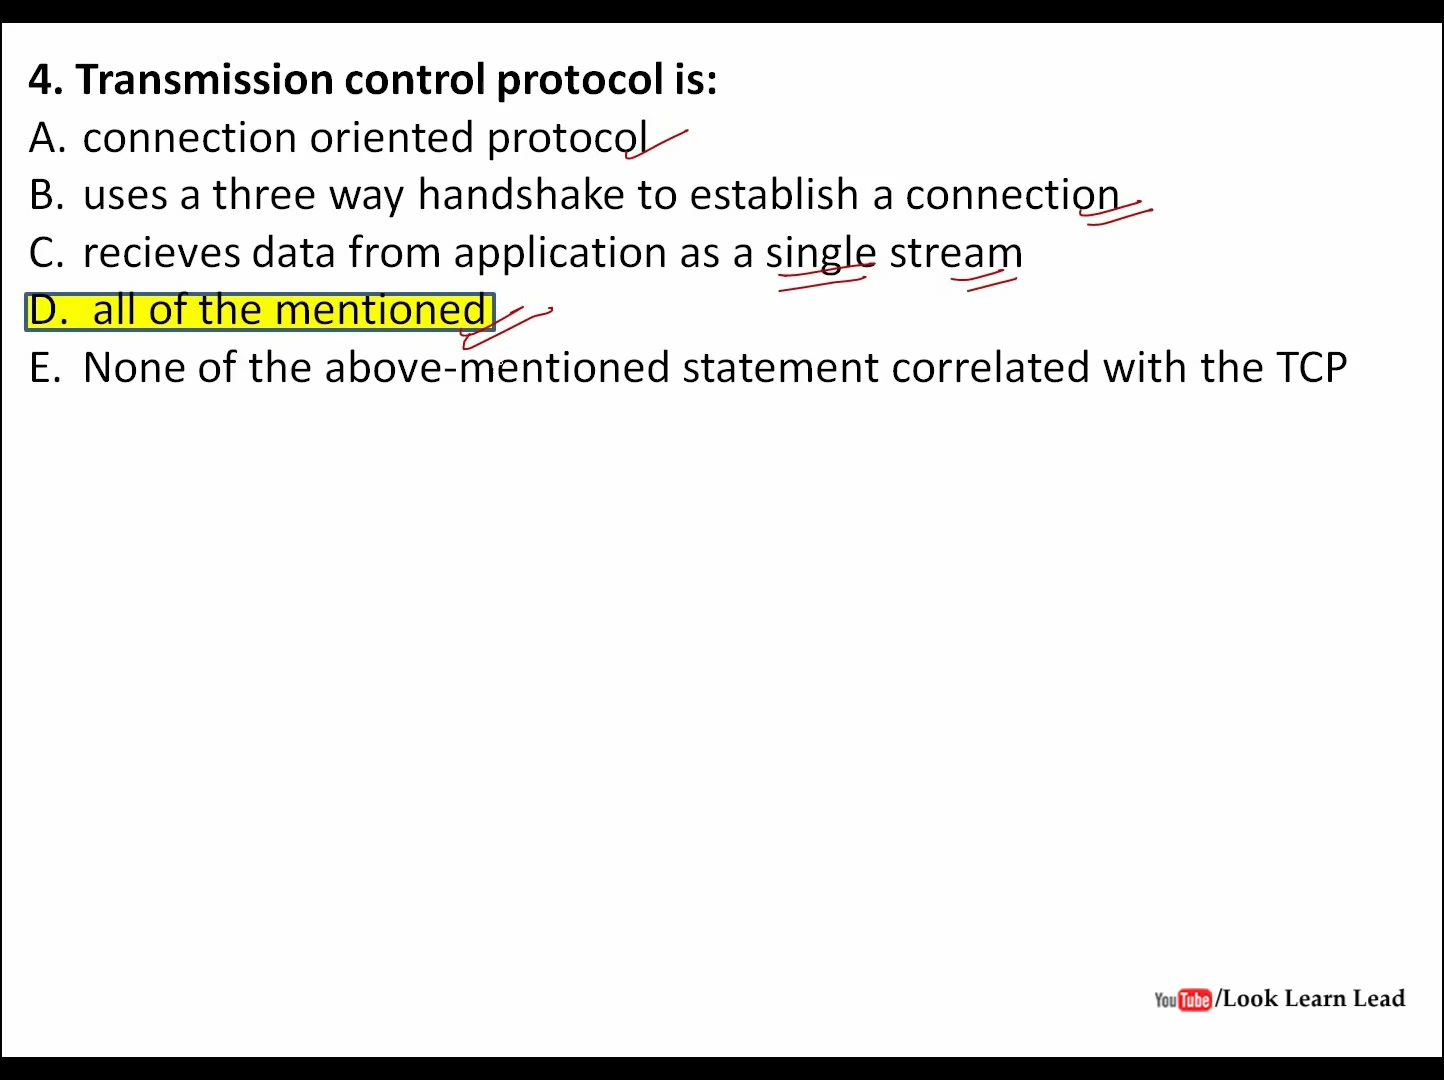 4. Transmission control protocol is:
A. connection oriented protocol
B. uses a three way handshake to establish a connection
C. recieves data from application as a single stream
D. all of the mentioned
E. None of the above-mentioned statement correlated with the TCP
YouTube/Look Learn Lead